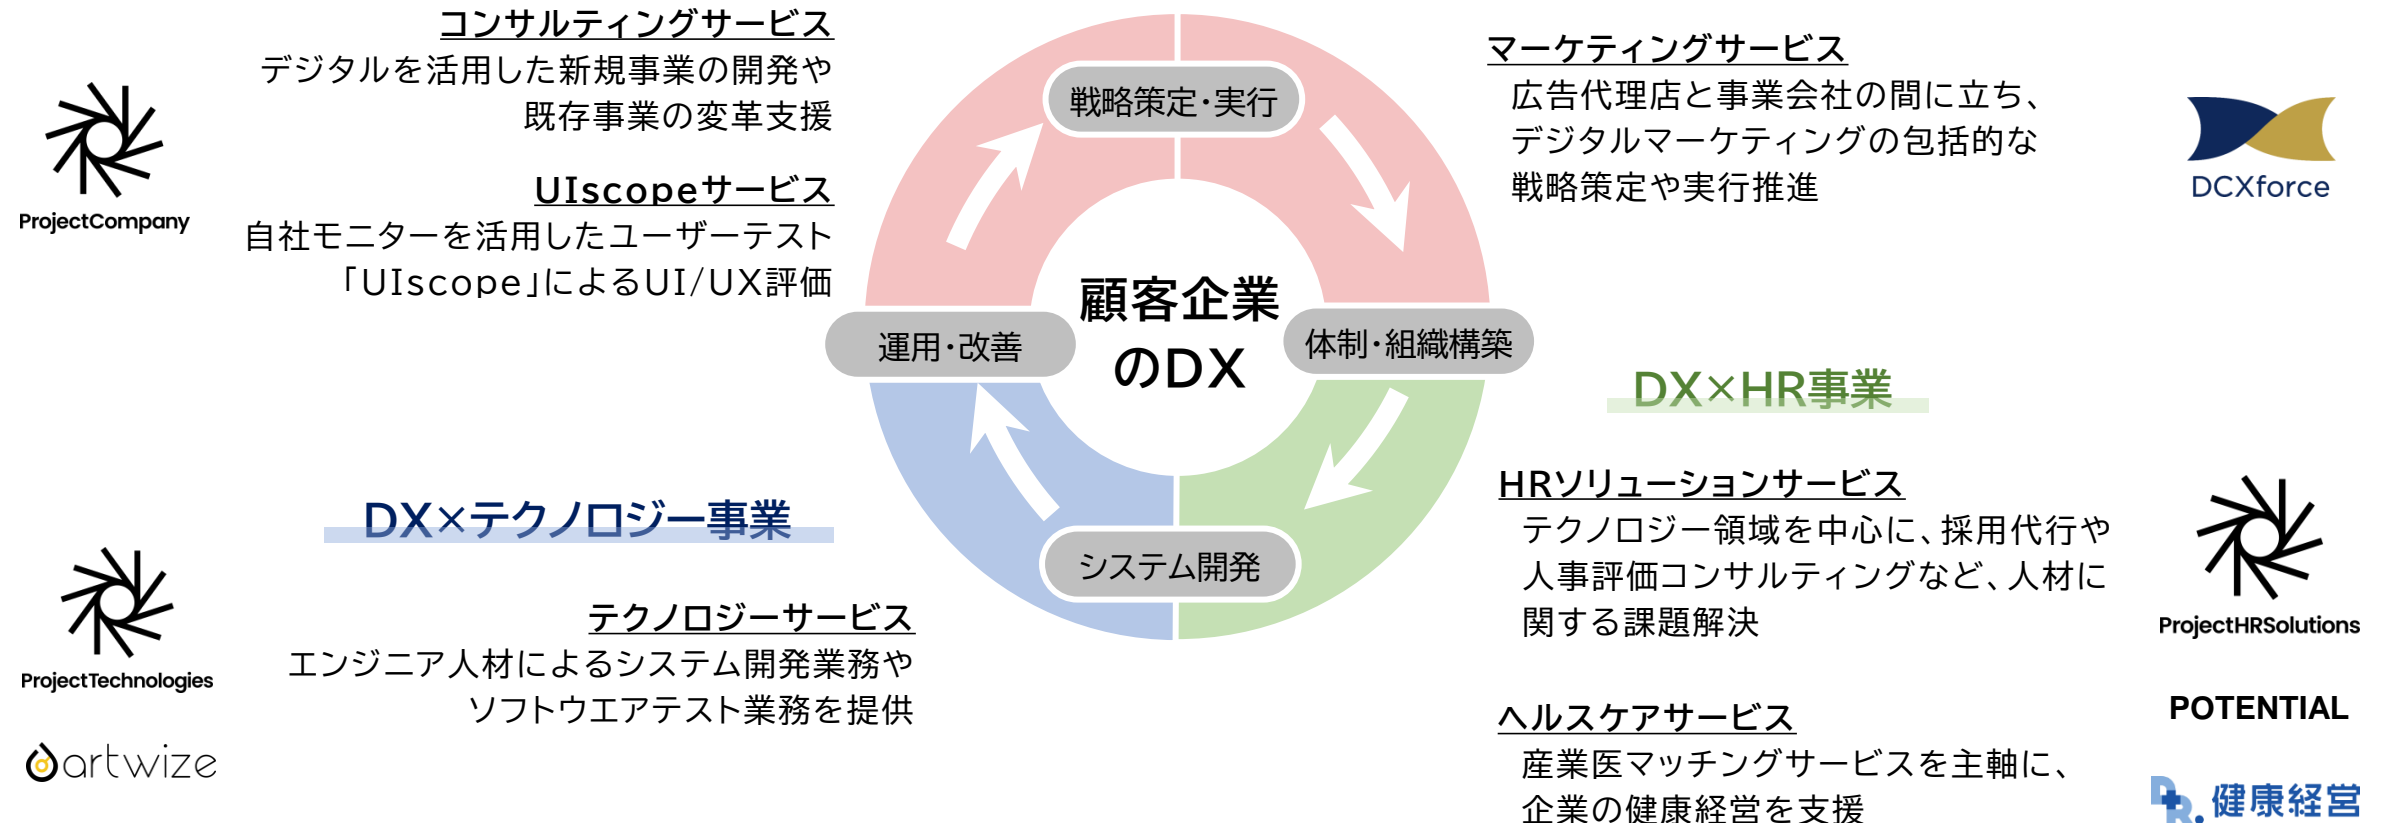 コンサルティングサービス
デジタルを活用した新規事業の開発や
既存事業の変革支援
ProjectCompany
UIscopeサービス
自社モニターを活用したユーザーテスト
「UIscope」によるUI/UX評価
戦略策定・実行
マーケティングサービス
広告代理店と事業会社の間に立ち、
デジタルマーケティングの包括的な
戦略策定や実行推進
DCXforce
顧客企業
のDX
運用・改善
体制・組織構築
システム開発
DX×テクノロジー事業
テクノロジーサービス
エンジニア人材によるシステム開発業務や
ソフトウエアテスト業務を提供
ProjectTechnologies
artwize
DX×HR事業
HRソリューションサービス
テクノロジー領域を中心に、採用代行や
人事評価コンサルティングなど、人材に
関する課題解決
ProjectHRSolutions
ヘルスケアサービス
産業医マッチングサービスを主軸に、
企業の健康経営を支援
POTENTIAL
DR.健康経営